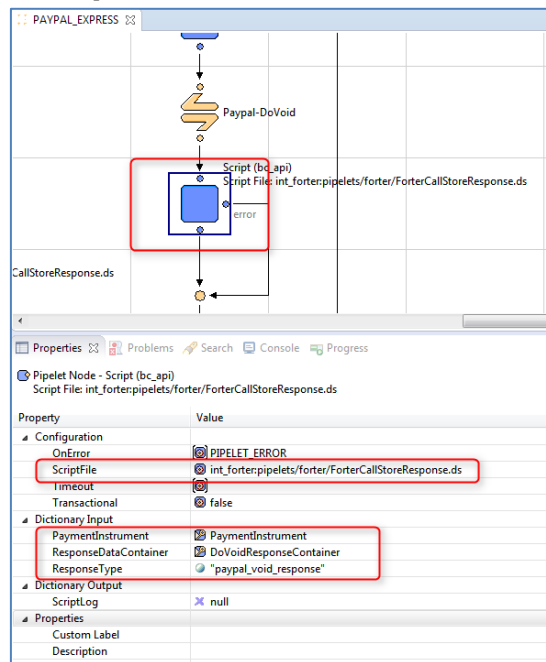 PAYPAL_EXPRESS
Paypal-DoVoid
Script (bc_api)
Script File: int_forter:pipelets/forter/ForterCallStoreResponse.ds
error
CallStoreResponse.ds
Properties Problems Search Console Progress
Pipelet Node - Script (bc_api)
Script File: int_forter:pipelets/forter/ForterCallStoreResponse.ds
Property Value
Configuration
OnError PIPELET_ERROR
ScriptFile int_forter:pipelets/forter/ForterCallStoreResponse.ds
Timeout
Transactional false
Dictionary Input
PaymentInstrument PaymentInstrument
ResponseDataContainer DoVoidResponseContainer
ResponseType "paypal_void_response"
Dictionary Output
ScriptLog null
Properties
Custom Label
Description